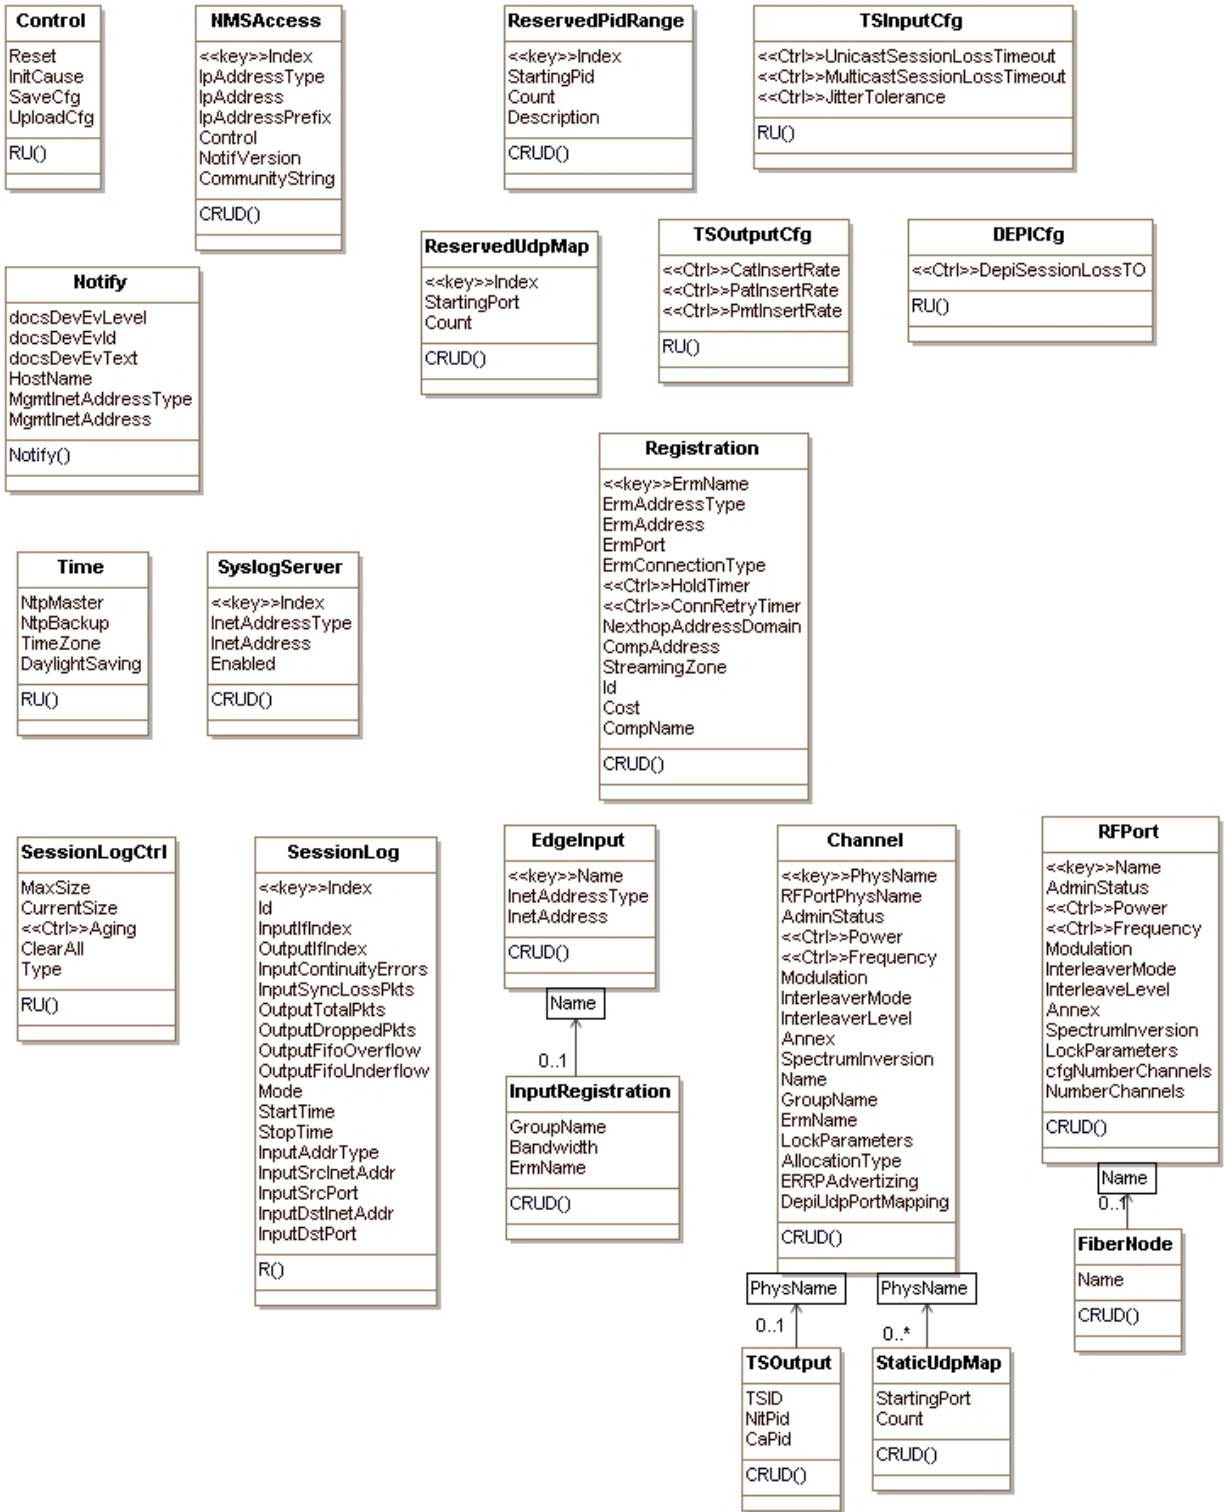 Control
Reset
InitCause
SaveCfg
UploadCfg
RU()
NMSAccess
<<key>>Index
IpAddressType
IpAddress
IpAddressPrefix
Control
NotifVersion
CommunityString
CRUD()
ReservedPidRange
<<key>>Index
StartingPid
Count
Description
CRUD()
TSInputCfg
<<Ctrl>>UnicastSessionLossTimeout
<<Ctrl>>MulticastSessionLossTimeout
<<Ctrl>>JitterTolerance
RU()
Notify
docsDevEvLevel
docsDevEvId
docsDevEvText
HostName
MgmtInetAddressType
MgmtInetAddress
Notify()
ReservedUdpMap
<<key>>Index
StartingPort
Count
CRUD()
TSOutputCfg
<<Ctrl>>CatInsertRate
<<Ctrl>>PatInsertRate
<<Ctrl>>PmtInsertRate
RU()
DEPICfg
<<Ctrl>>DepiSessionLossTO
RU()
Registration
<<key>>ErmName
ErmAddressType
ErmAddress
ErmPort
ErmConnectionType
<<Ctrl>>HoldTimer
<<Ctrl>>ConnRetryTimer
NexthopAddressDomain
CompAddress
StreamingZone
Id
Cost
CompName
CRUD()
Time
NtpMaster
NtpBackup
TimeZone
DaylightSaving
RU()
SyslogServer
<<key>>Index
InetAddressType
InetAddress
Enabled
CRUD()
SessionLogCtrl
MaxSize
CurrentSize
<<Ctrl>>Aging
ClearAll
Type
RU()
SessionLog
<<key>>Index
Id
InputIfIndex
OutputIfIndex
InputContinuityErrors
InputSyncLossPkts
OutputTotalPkts
OutputDroppedPkts
OutputFifoOverflow
OutputFifoUnderflow
Mode
StartTime
StopTime
InputAddrType
InputSrcInetAddr
InputSrcPort
InputDstInetAddr
InputDstPort
R()
EdgeInput
<<key>>Name
InetAddressType
InetAddress
CRUD()
Name
0..1
InputRegistration
GroupName
Bandwidth
ErmName
CRUD()
Channel
<<key>>PhysName
RFPortPhysName
AdminStatus
<<Ctrl>>Power
<<Ctrl>>Frequency
Modulation
InterleaverMode
InterleaverLevel
Annex
SpectrumInversion
Name
GroupName
ErmName
LockParameters
AllocationType
ERRPAdvertizing
DepiUdpPortMapping
CRUD()
PhysName
0..1
TSOutput
TSID
NitPid
CaPid
CRUD()
PhysName
0..*
StaticUdpMap
StartingPort
Count
CRUD()
RFPort
<<key>>Name
AdminStatus
<<Ctrl>>Power
<<Ctrl>>Frequency
Modulation
InterleaverMode
InterleaveLevel
Annex
SpectrumInversion
LockParameters
cfgNumberChannels
NumberChannels
CRUD()
Name
0..1
FiberNode
Name
CRUD()